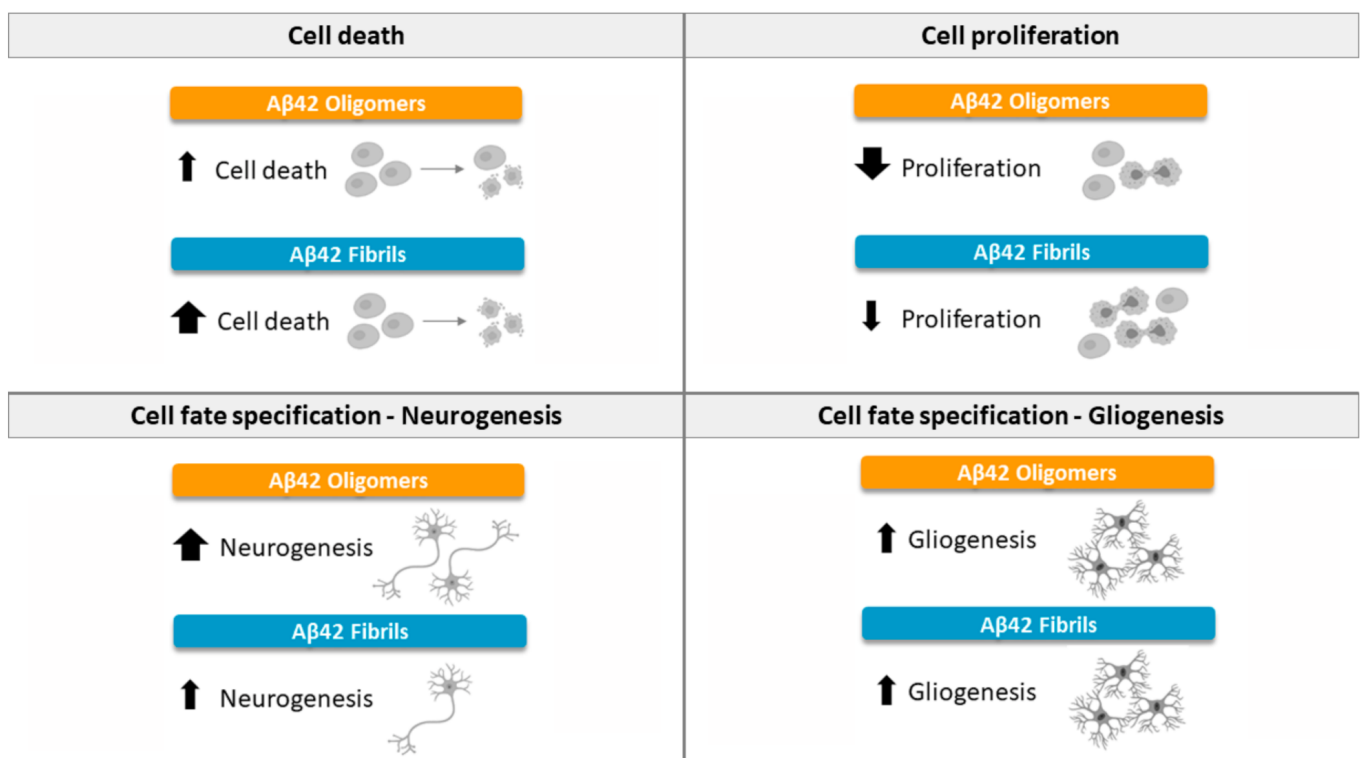 Cell death
Aβ42 Oligomers
Cell death
Aβ42 Fibrils
Cell death
Cell proliferation
Aβ42 Oligomers
Proliferation
Aβ42 Fibrils
Proliferation
Cell fate specification - Neurogenesis
Aβ42 Oligomers
Neurogenesis
Aβ42 Fibrils
Neurogenesis
Cell fate specification - Gliogenesis
Aβ42 Oligomers
Gliogenesis
Aβ42 Fibrils
Gliogenesis